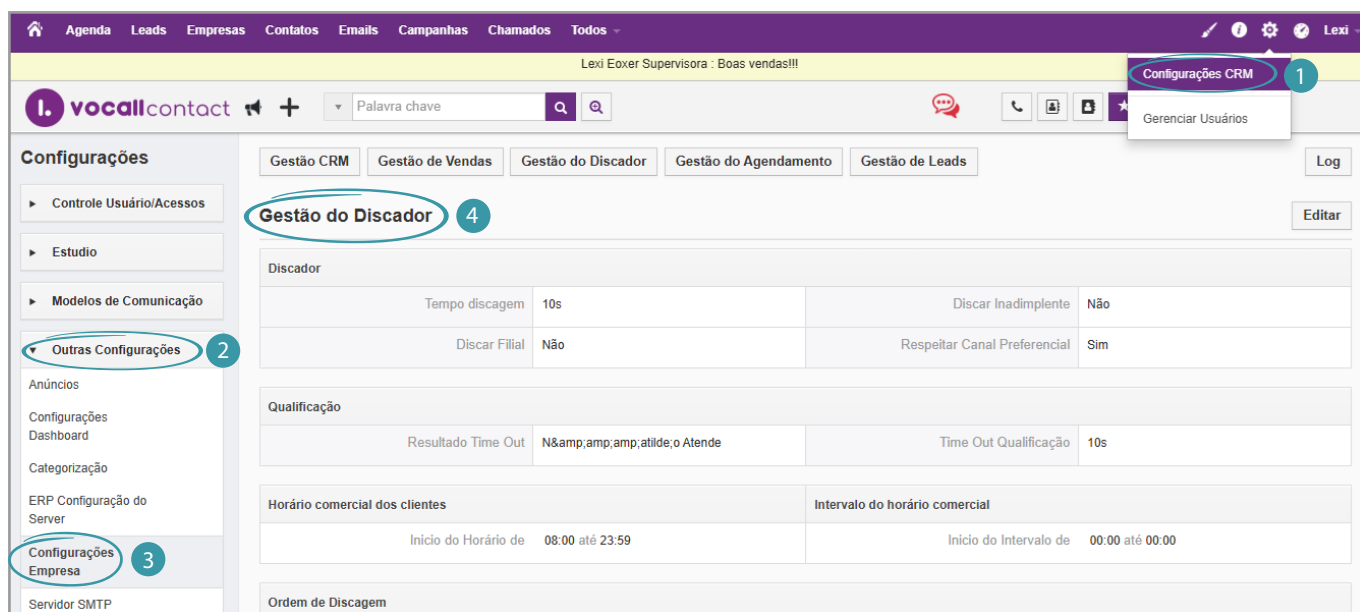 Agenda Leads Empresas Contatos Emails Campanhas Chamados Todos Lexi
Lexi Eoxer Supervisora : Boas vendas!!!
Configurações CRM 1
Gerenciar Usuários
l. vocallcontact Palavra chave
Configurações
Gestão CRM Gestão de Vendas Gestão do Discador Gestão do Agendamento Gestão de Leads Log
Controle Usuário/Acessos
Gestão do Discador 4 Editar
Estudio
Discador
Modelos de Comunicação
Tempo discagem 10s Discar Inadimplente Não
Outras Configurações 2
Discar Filial Não Respeitar Canal Preferencial Sim
Anúncios
Configurações
Dashboard
Qualificação
Resultado Time Out N&amp;amp;amp;atilde;o Atende Time Out Qualificação 10s
Categorização
ERP Configuração do
Server
Horário comercial dos clientes Intervalo do horário comercial
Inicio do Horário de 08:00 até 23:59 Inicio do Intervalo de 00:00 até 00:00
Configurações
Empresa 3
Servidor SMTP
Ordem de Discagem